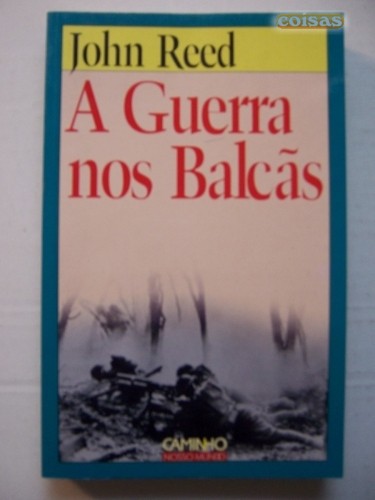 coisas
John Reed
A Guerra
nos Balcãs
CAMINHO
NOSSO MUNDO